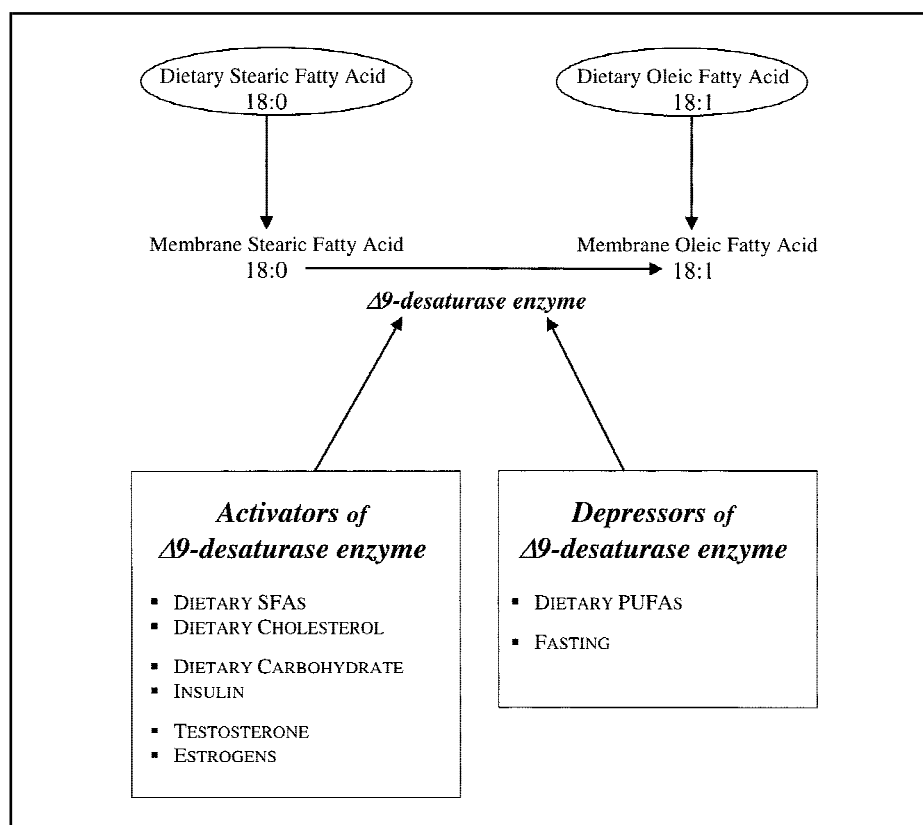 Dietary Stearic Fatty Acid
18:0
Dietary Oleic Fatty Acid
18:1
Membrane Stearic Fatty Acid
18:0
Membrane Oleic Fatty Acid
18:1
Δ9-desaturase enzyme
Activators of
Δ9-desaturase enzyme
▪ DIETARY SFAS
▪ DIETARY CHOLESTEROL
▪ DIETARY CARBOHYDRATE
▪ INSULIN
▪ TESTOSTERONE
▪ ESTROGENS
Depressors of
Δ9-desaturase enzyme
▪ DIETARY PUFAS
▪ FASTING